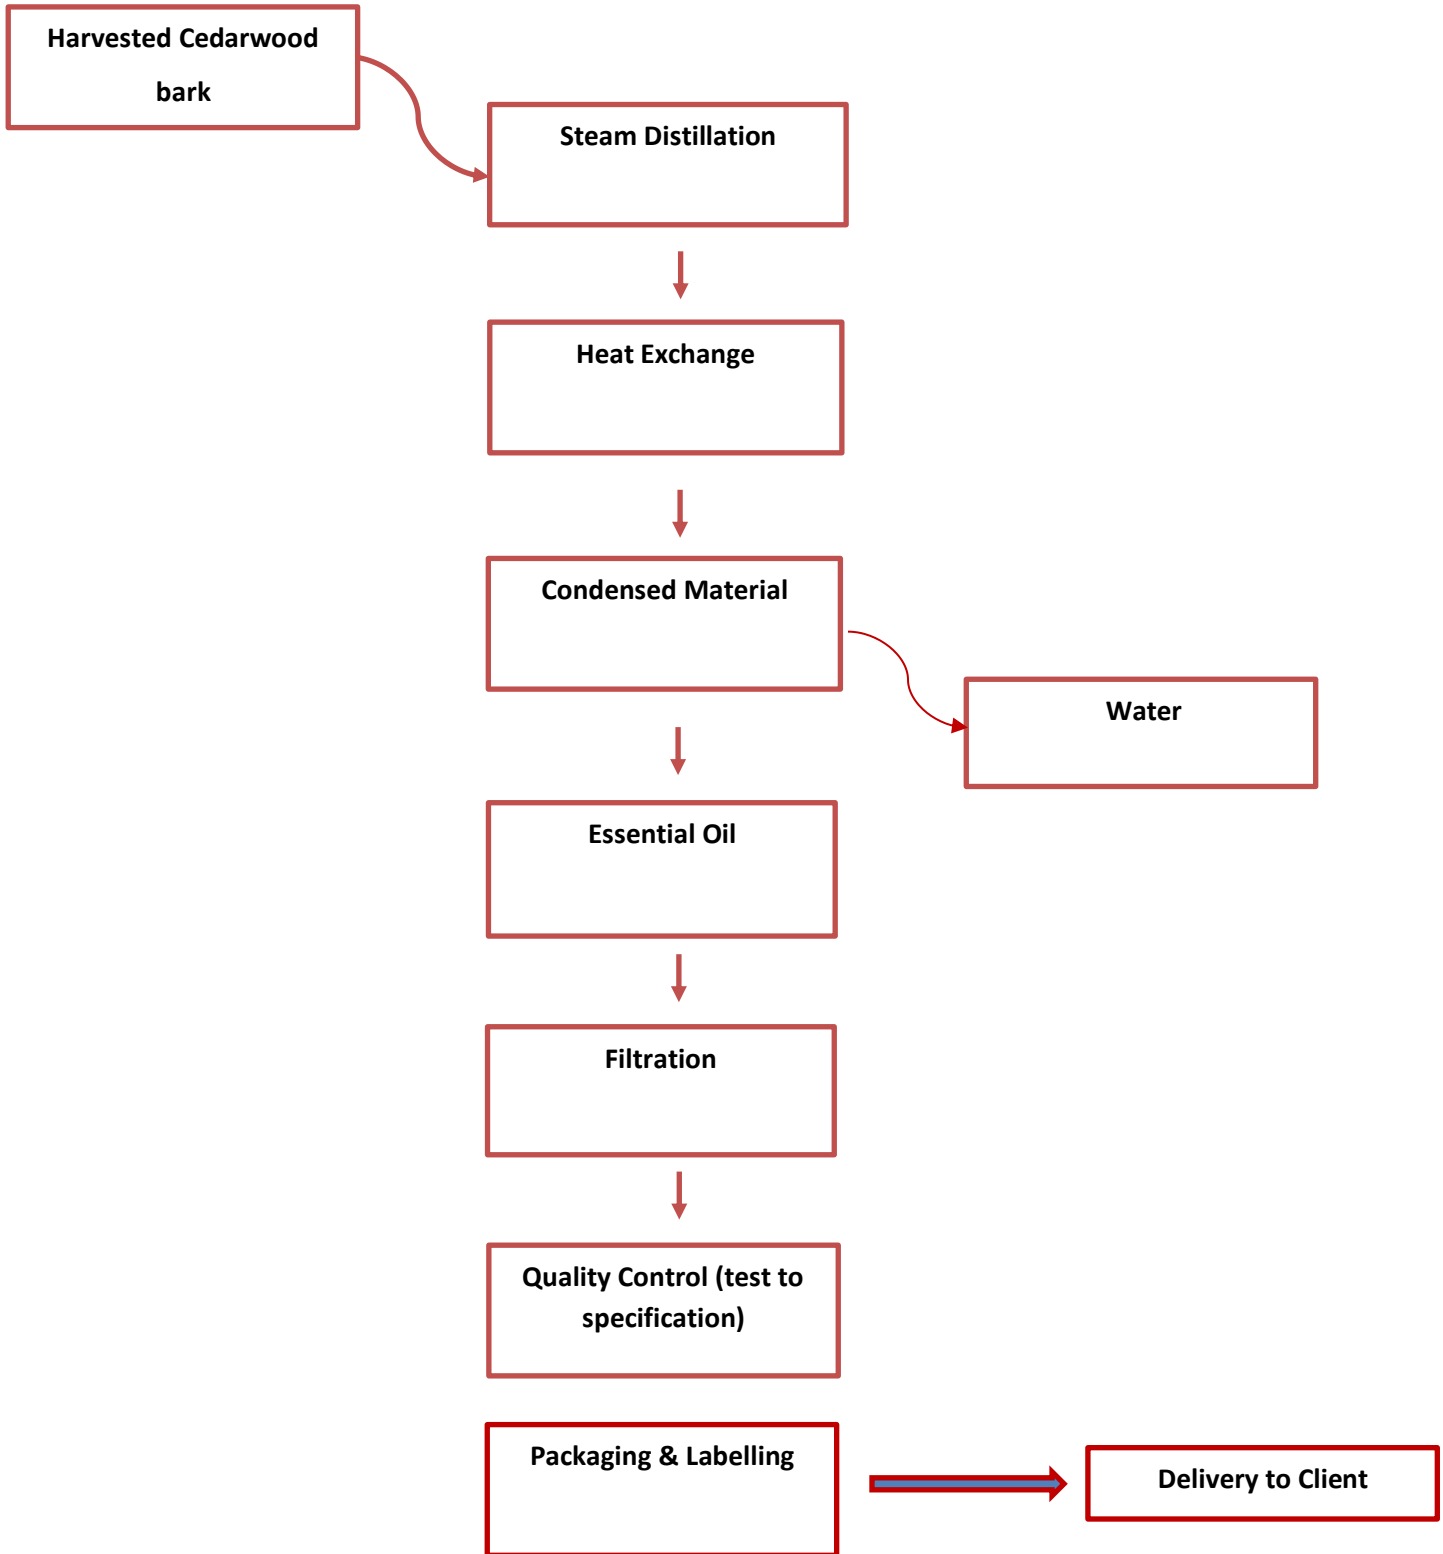 Harvested Cedarwood
bark
Steam Distillation
Heat Exchange
Condensed Material
Water
Essential Oil
Filtration
Quality Control (test to
specification)
Packaging & Labelling
Delivery to Client